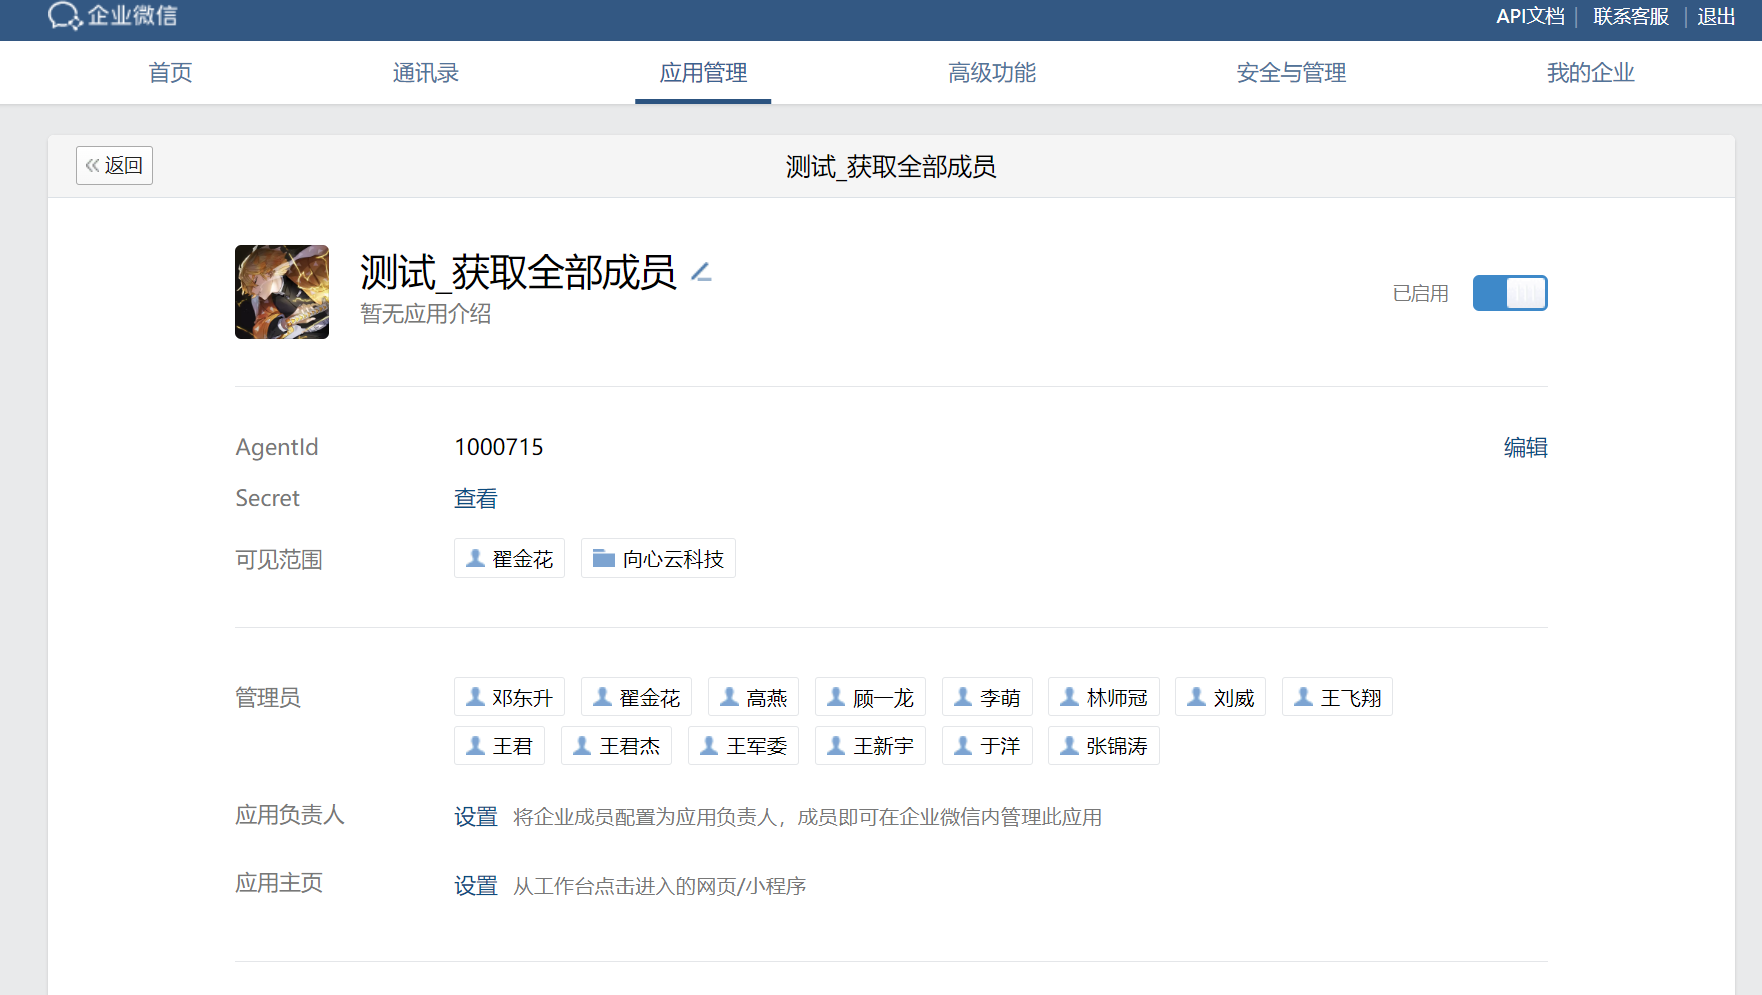 企业微信 API文档 联系客服 退出
首页 通讯录 应用管理 高级功能 安全与管理 我的企业
返回 测试_获取全部成员
测试_获取全部成员
暂无应用介绍
已启用
AgentId 1000715 编辑
Secret 查看
可见范围 翟金花 向心云科技
管理员 邓东升 翟金花 高燕 顾一龙 李萌 林师冠 刘威 王飞翔
王君 王君杰 王军委 王新宇 于洋 张锦涛
应用负责人 设置 将企业成员配置为应用负责人，成员即可在企业微信内管理此应用
应用主页 设置 从工作台点击进入的网页/小程序